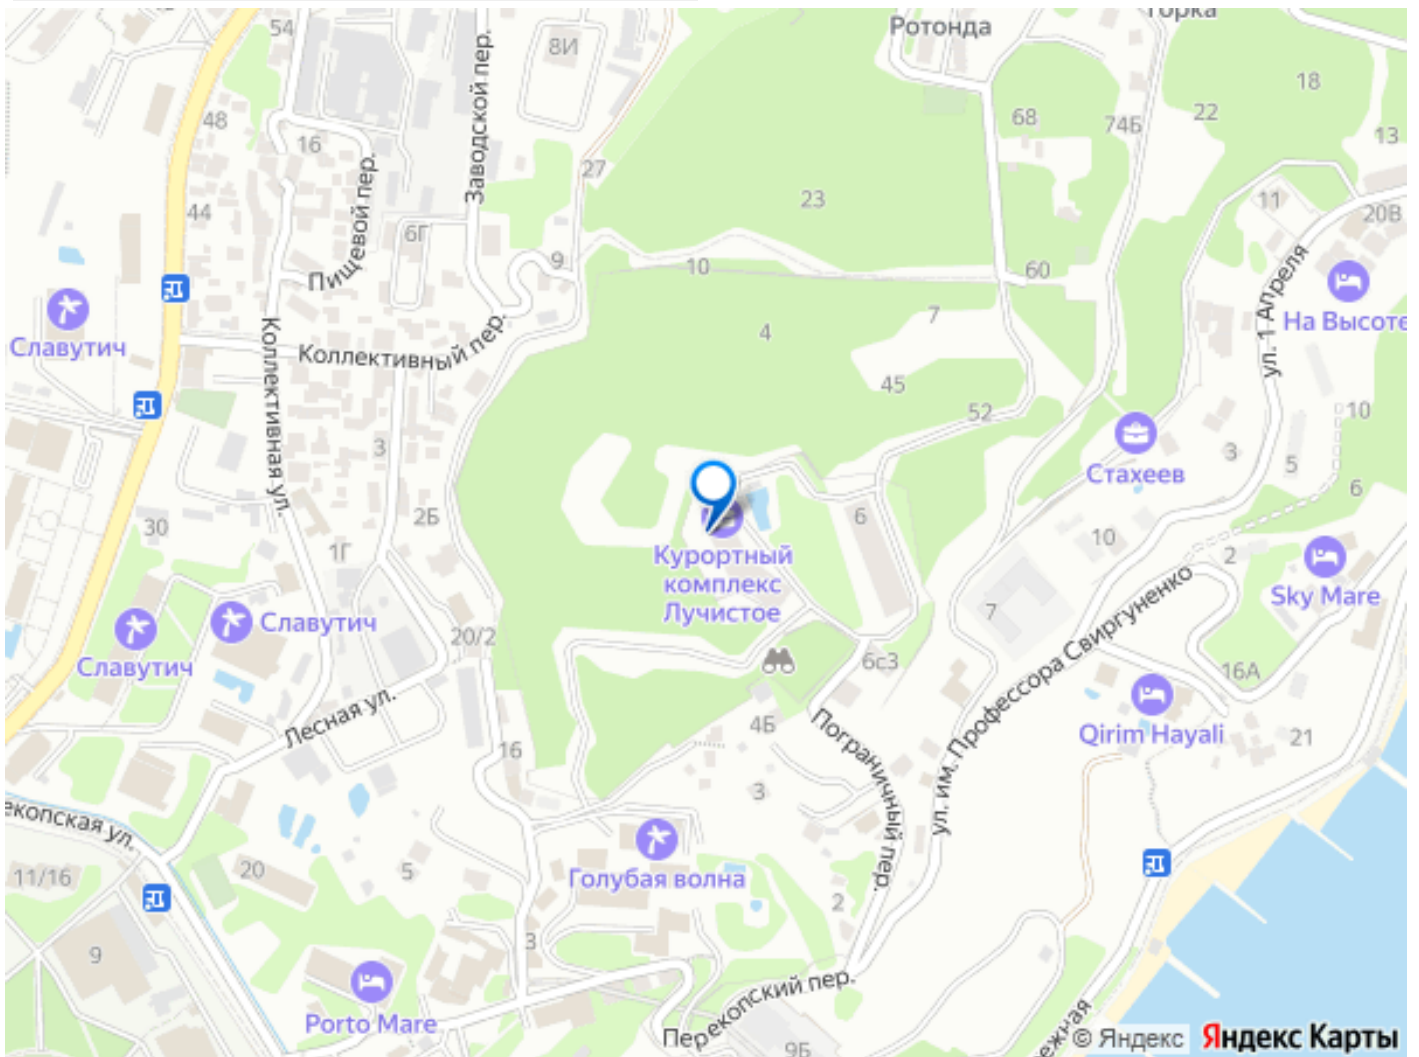 Ротонда
Горка
54
8И
Заводской пер.
18
22
68
74Б
13
48
16
Пищевой пер.
27
23
44
6Г
11
20В
9
10
60
ул. 1 Апреля
На Высоте
Славутич
Коллективный пер.
Коллективная ул.
4
7
45
52
10
Стахеев
3
5
6
3
2Б
30
1Г
6
10
2
Курортный
комплекс
Лучистое
Sky Mare
7
Славутич
Славутич
20/2
6с3
16А
ул. им. Профессора Свиргуненко
Qirim Hayali
21
Лесная ул.
16
4Б
Пограничный пер.
3
екопская ул.
11/16
20
5
Голубая волна
2
9
3
Porto Mare
Перекопский пер.
9Б
ежная
© Яндекс
Яндекс Карты